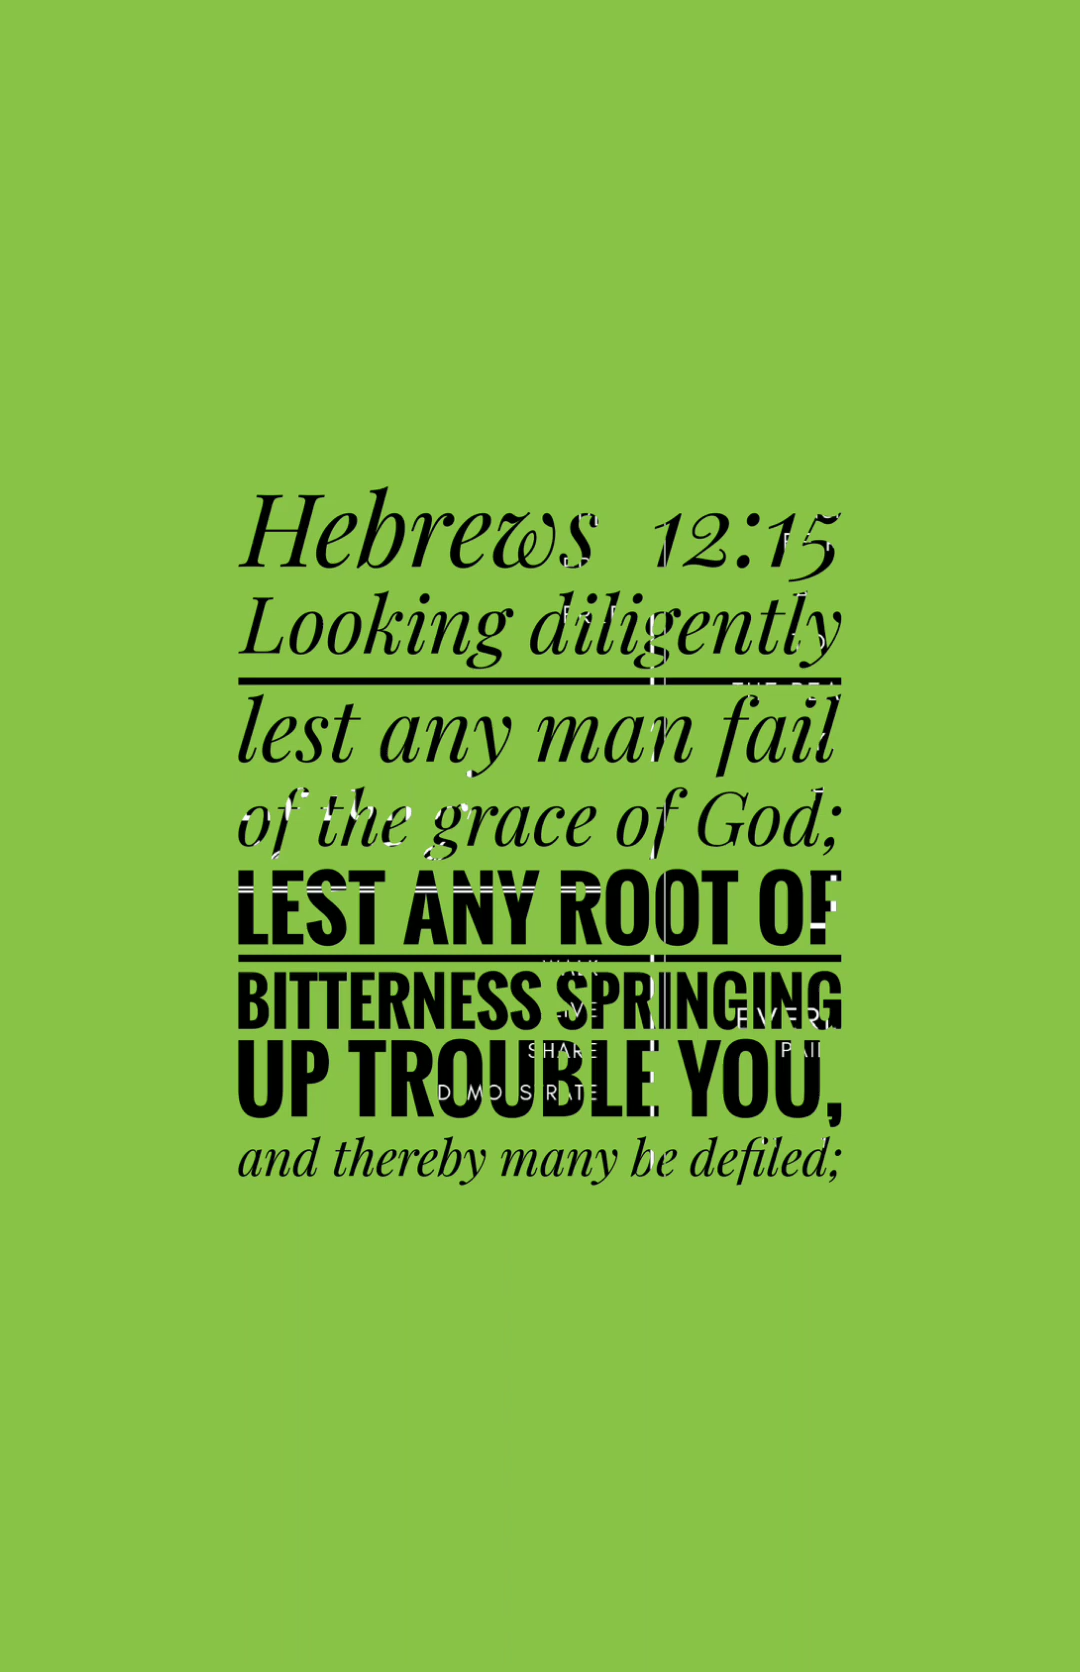 Hebrews 12:15
Looking diligently
lest any man fail
of the grace of God;
LEST ANY ROOT OF
BITTERNESS SPRINGING
UP TROUBLE YOU,
and thereby many be defiled;
SHARE